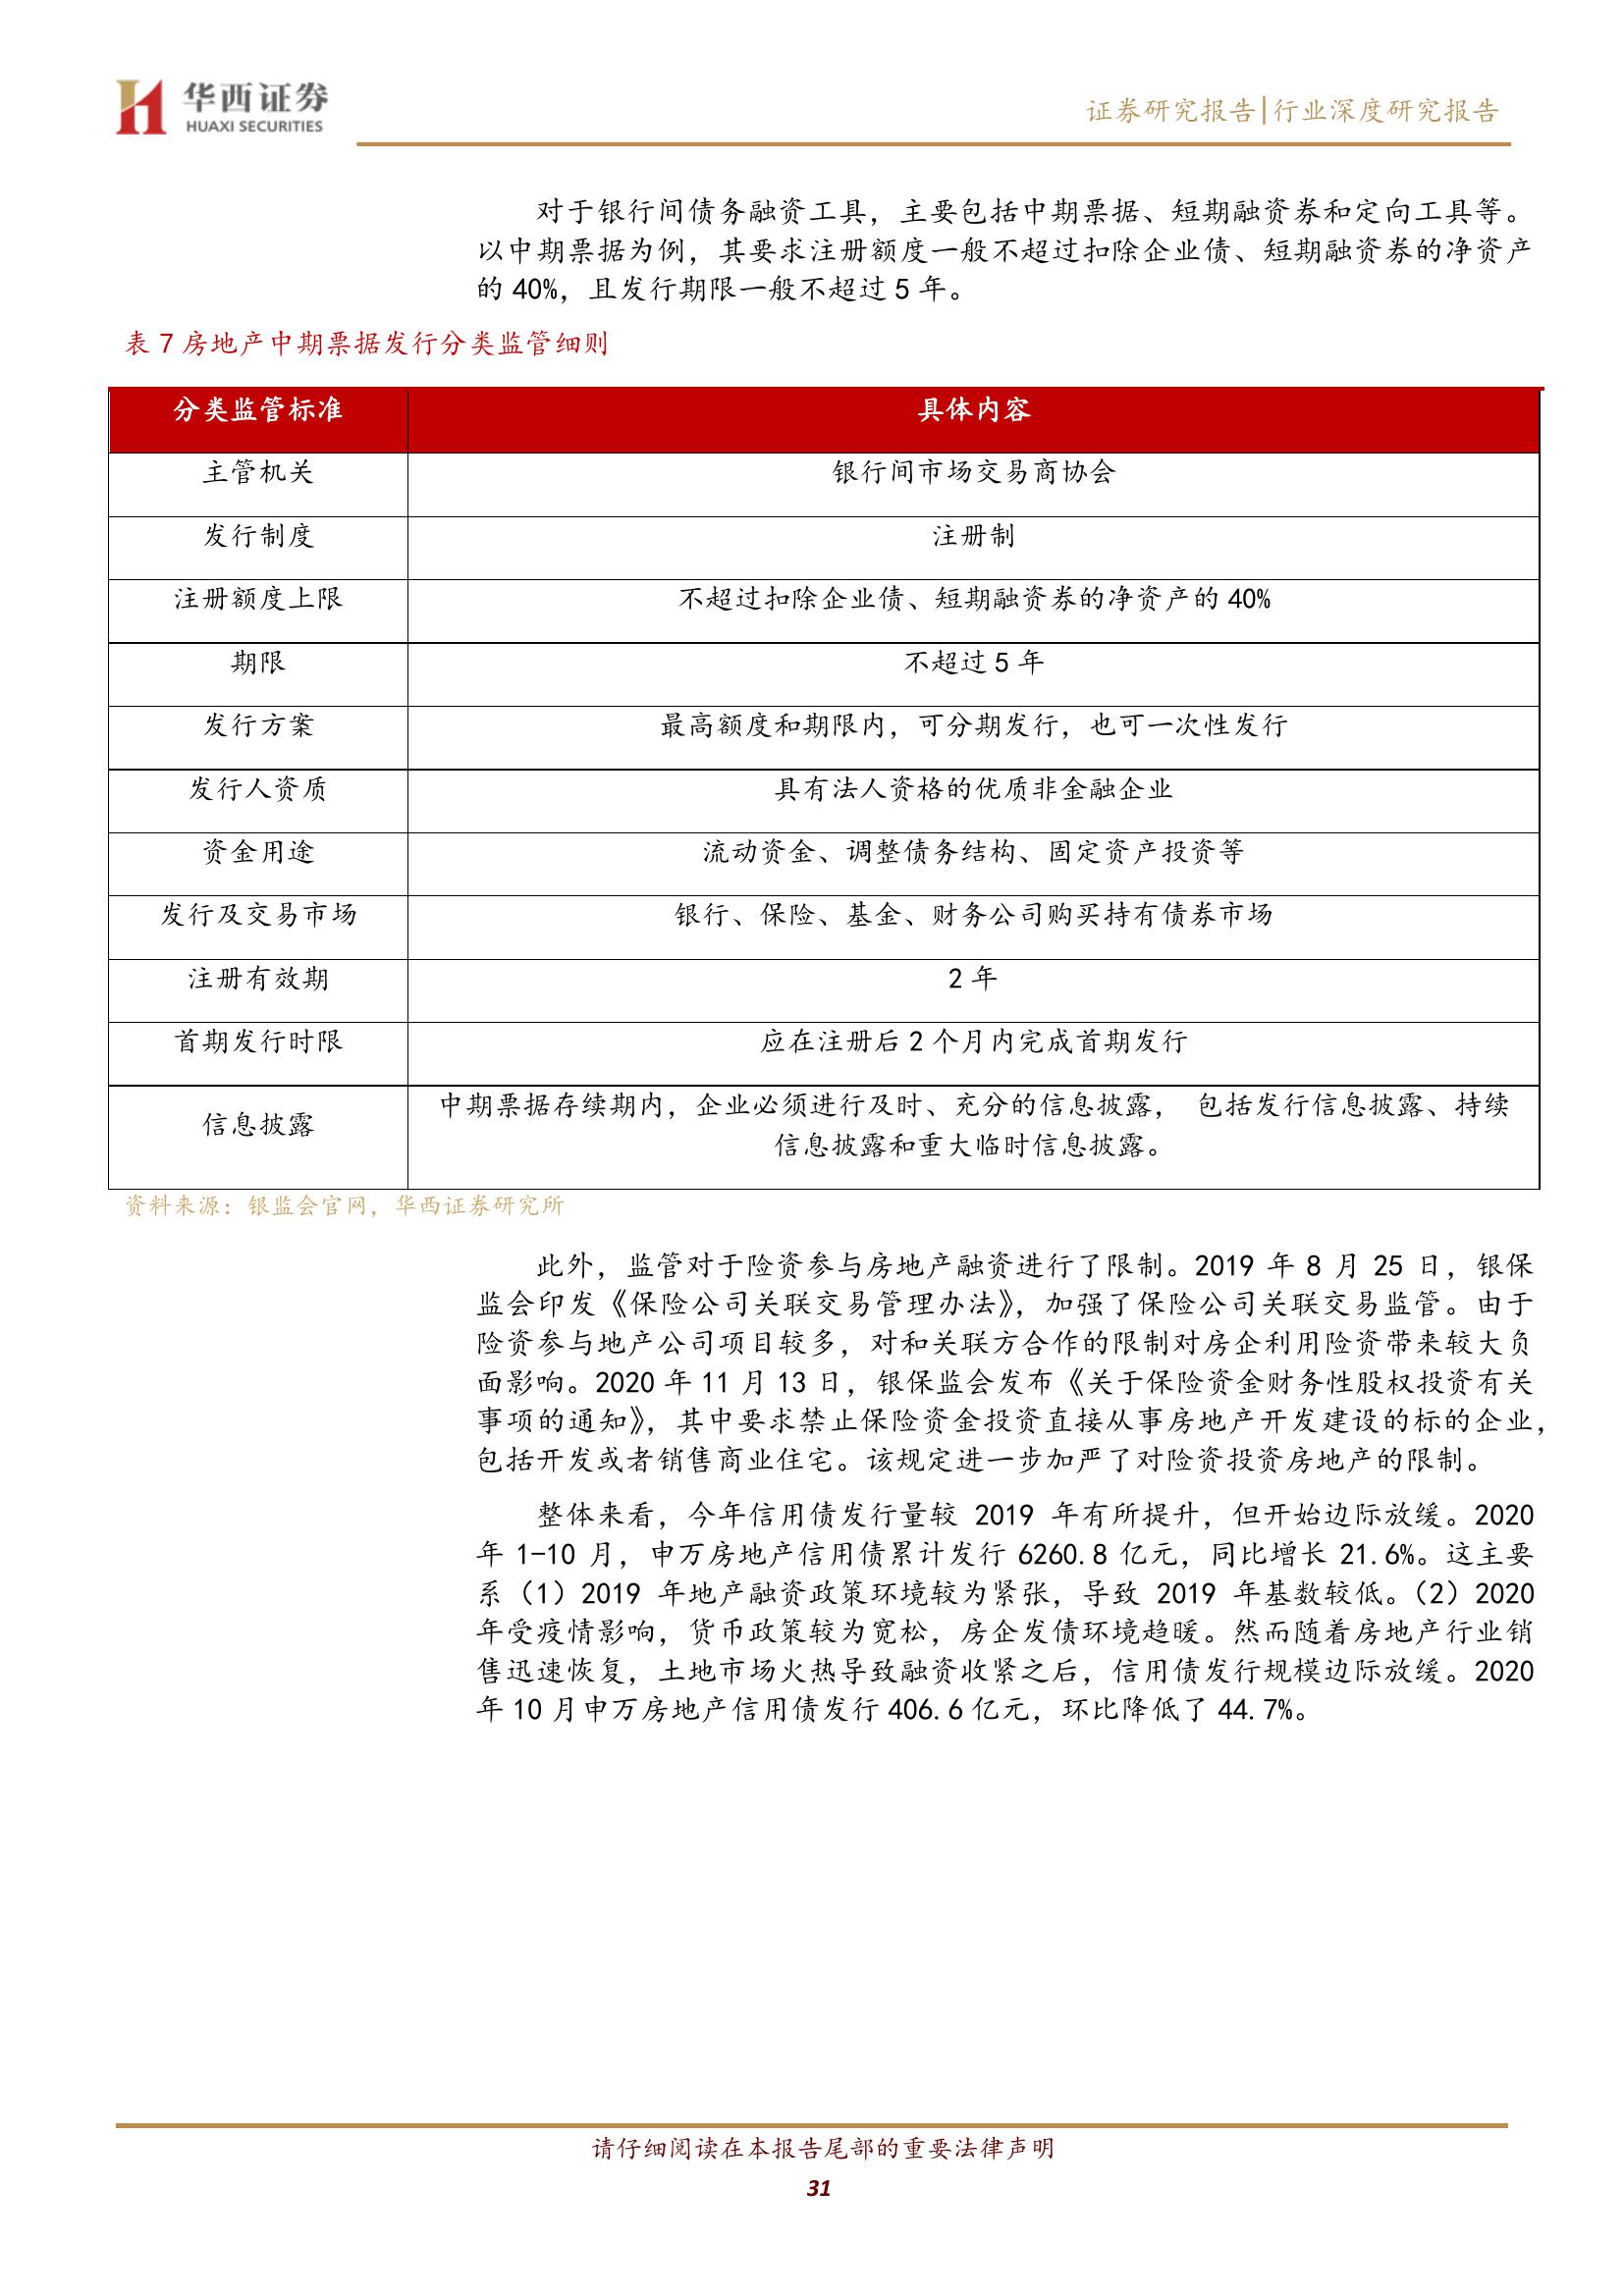 华西证券
HUAXI SECURITIES
证券研究报告|行业深度研究报告
对于银行间债务融资工具，主要包括中期票据、短期融资券和定向工具等。
以中期票据为例，其要求注册额度一般不超过扣除企业债、短期融资券的净资产
的 40%，且发行期限一般不超过 5 年。
表 7 房地产中期票据发行分类监管细则
分类监管标准 具体内容
主管机关 银行间市场交易商协会
发行制度 注册制
注册额度上限 不超过扣除企业债、短期融资券的净资产的 40%
期限 不超过 5 年
发行方案 最高额度和期限内，可分期发行，也可一次性发行
发行人资质 具有法人资格的优质非金融企业
资金用途 流动资金、调整债务结构、固定资产投资等
发行及交易市场 银行、保险、基金、财务公司购买持有债券市场
注册有效期 2 年
首期发行时限 应在注册后 2 个月内完成首期发行
信息披露 中期票据存续期内，企业必须进行及时、充分的信息披露， 包括发行信息披露、持续
信息披露和重大临时信息披露。
资料来源：银监会官网，华西证券研究所
此外，监管对于险资参与房地产融资进行了限制。2019 年 8 月 25 日，银保
监会印发《保险公司关联交易管理办法》，加强了保险公司关联交易监管。由于
险资参与地产公司项目较多，对和关联方合作的限制对房企利用险资带来较大负
面影响。2020 年 11 月 13 日，银保监会发布《关于保险资金财务性股权投资有关
事项的通知》，其中要求禁止保险资金投资直接从事房地产开发建设的标的企业，
包括开发或者销售商业住宅。该规定进一步加严了对险资投资房地产的限制。
整体来看，今年信用债发行量较 2019 年有所提升，但开始边际放缓。2020
年 1-10 月，申万房地产信用债累计发行 6260.8 亿元，同比增长 21.6%。这主要
系（1）2019 年地产融资政策环境较为紧张，导致 2019 年基数较低。（2）2020
年受疫情影响，货币政策较为宽松，房企发债环境趋暖。然而随着房地产行业销
售迅速恢复，土地市场火热导致融资收紧之后，信用债发行规模边际放缓。2020
年 10 月申万房地产信用债发行 406.6 亿元，环比降低了 44.7%。
请仔细阅读在本报告尾部的重要法律声明
31